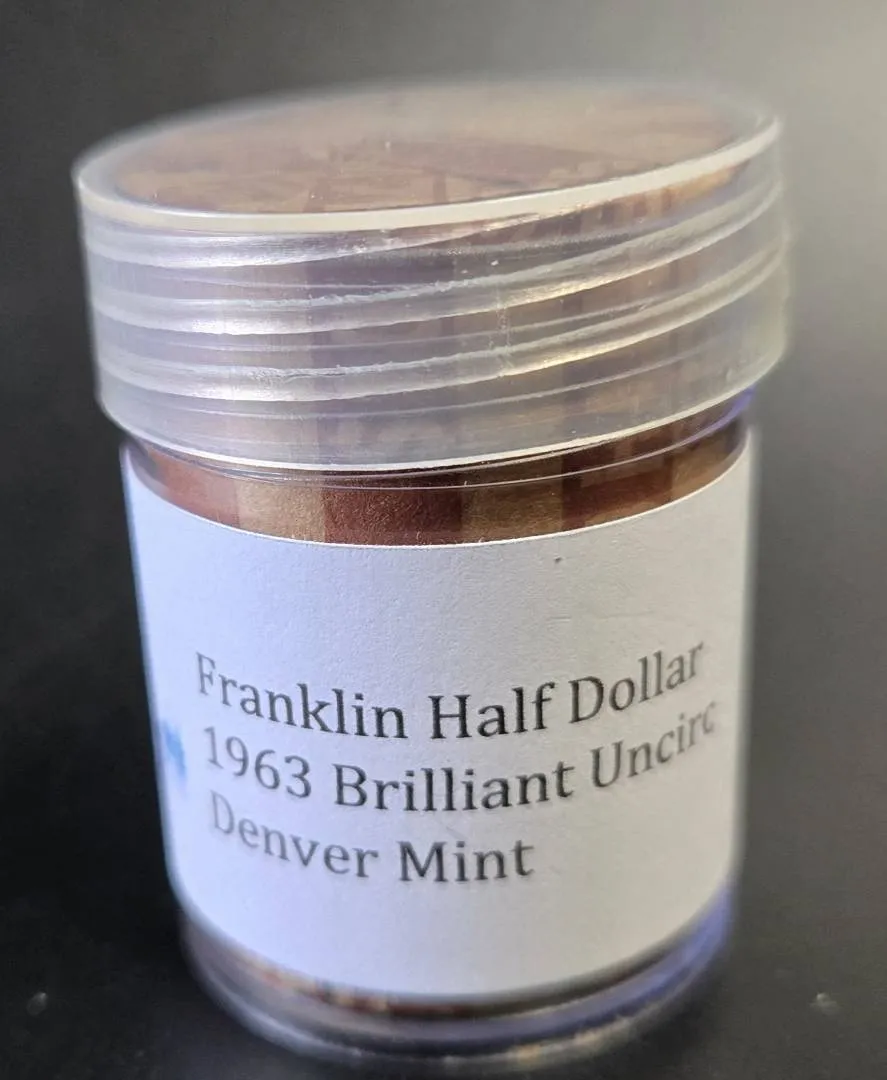 Franklin Half Dollar
1963 Brilliant Uncirc
Denver Mint